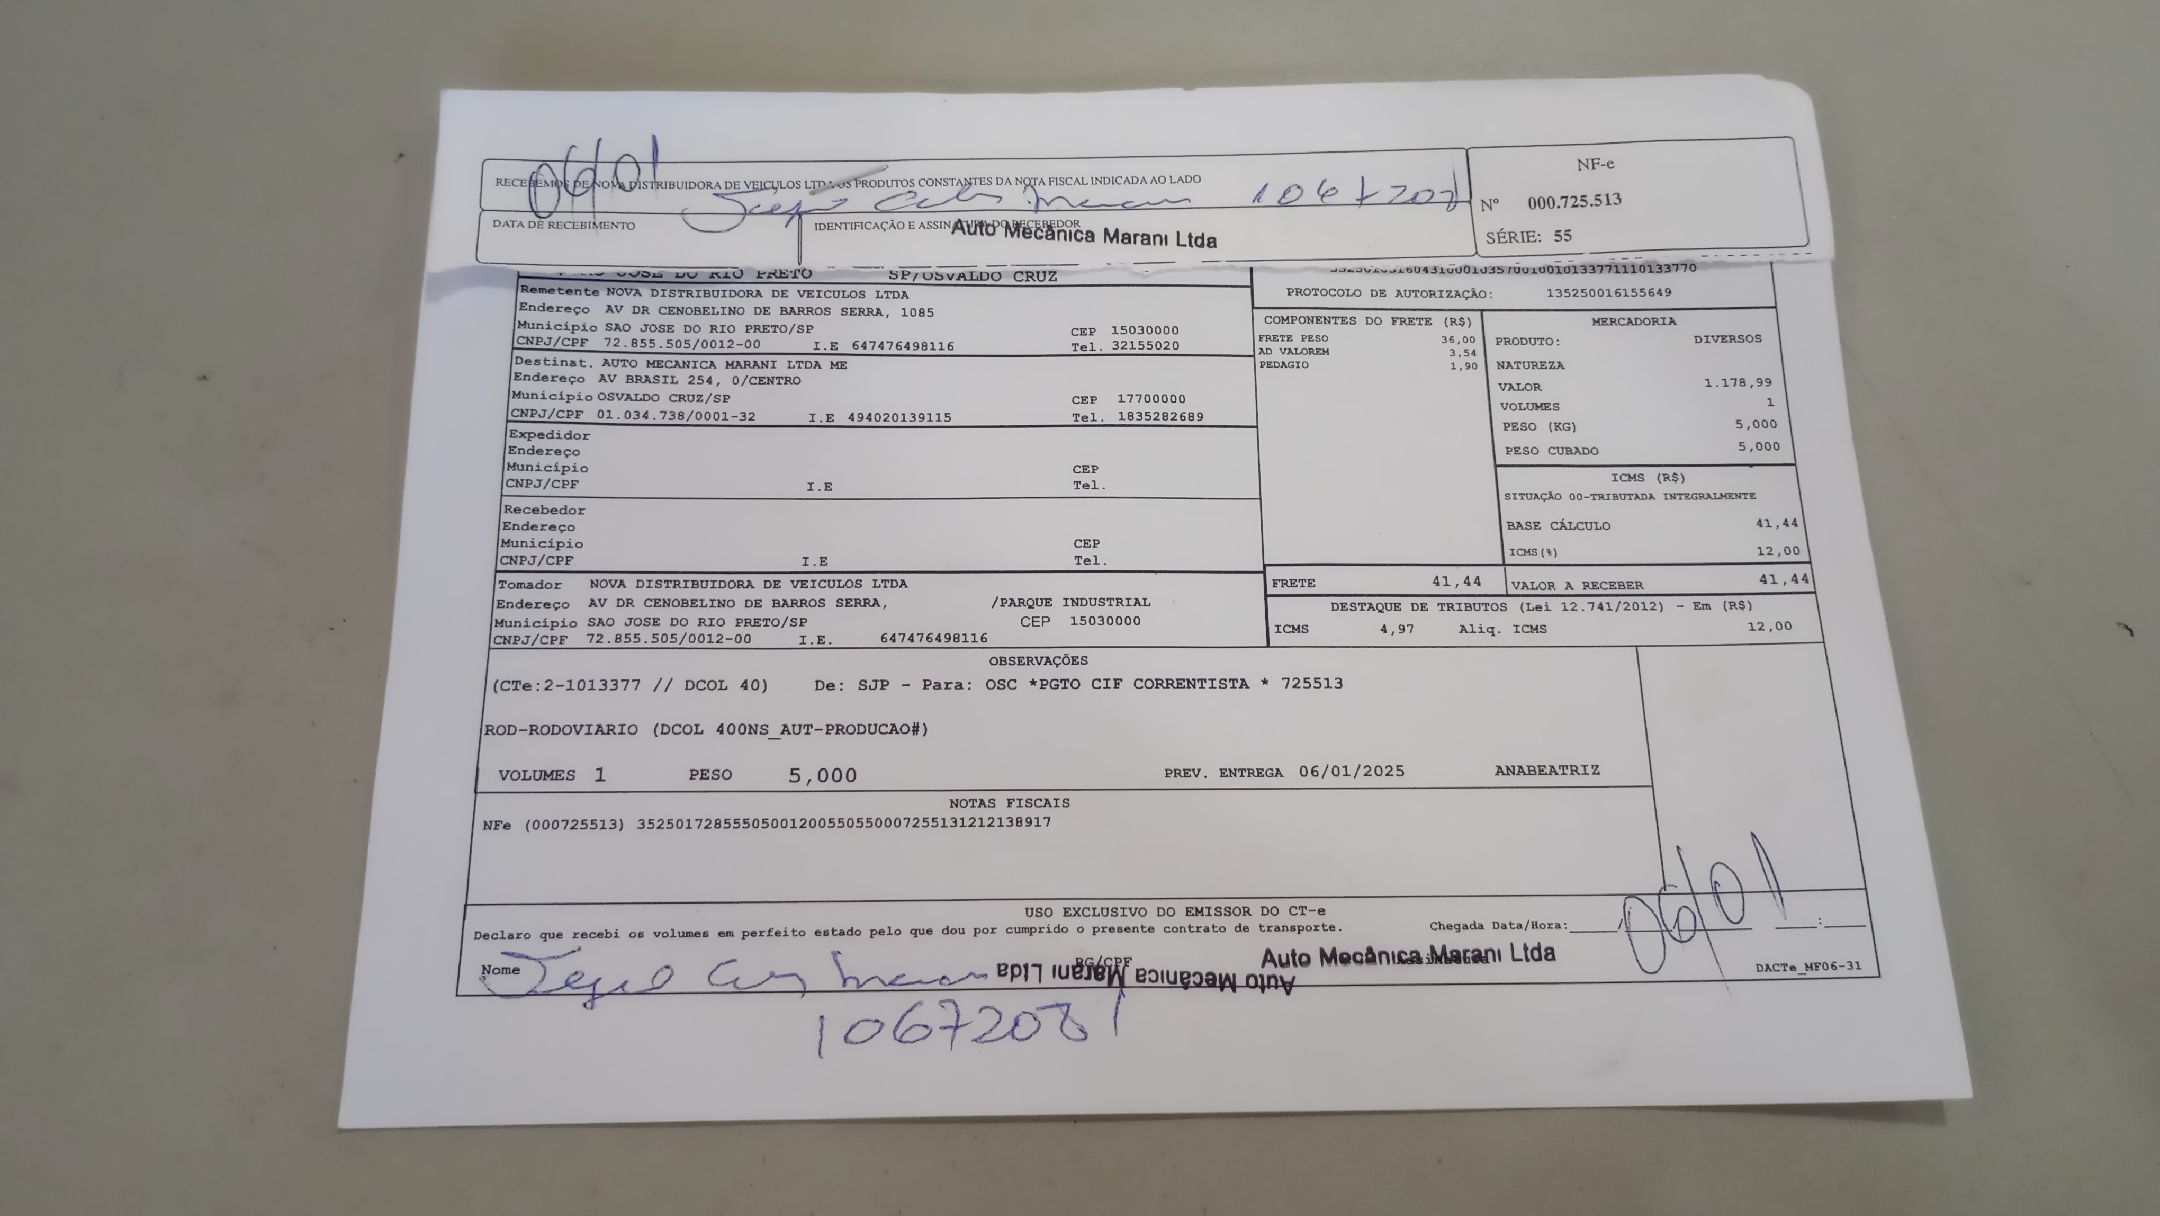 06/01
RECEBEMOS DE NOVA DISTRIBUIDORA DE VEICULOS LTDA OS PRODUTOS CONSTANTES DA NOTA FISCAL INDICADA AO LADO
1067208
DATA DE RECEBIMENTO
IDENTIFICAÇÃO E ASSINATURA DO RECEBEDOR
Auto Mecânica Marani Ltda
NF-e
Nº 000.725.513
SÉRIE: 55
JOSE DO RIO PRETO SP/OSVALDO CRUZ
Remetente NOVA DISTRIBUIDORA DE VEICULOS LTDA
Endereço AV DR CENOBELINO DE BARROS SERRA, 1085
Município SAO JOSE DO RIO PRETO/SP CEP 15030000
CNPJ/CPF 72.855.505/0012-00 I.E 647476498116 Tel. 32155020
Destinat. AUTO MECANICA MARANI LTDA ME
Endereço AV BRASIL 254, 0/CENTRO
Município OSVALDO CRUZ/SP CEP 17700000
CNPJ/CPF 01.034.738/0001-32 I.E 494020139115 Tel. 1835282689
Expedidor
Endereço
Município CEP
CNPJ/CPF I.E Tel.
Recebedor
Endereço
Município CEP
CNPJ/CPF I.E Tel.
Tomador NOVA DISTRIBUIDORA DE VEICULOS LTDA
Endereço AV DR CENOBELINO DE BARROS SERRA, /PARQUE INDUSTRIAL
Município SAO JOSE DO RIO PRETO/SP CEP 15030000
CNPJ/CPF 72.855.505/0012-00 I.E. 647476498116
PROTOCOLO DE AUTORIZAÇÃO: 135250016155649
COMPONENTES DO FRETE (R$)
FRETE PESO 36,00
AD VALOREM 3,54
PEDAGIO 1,90
MERCADORIA
PRODUTO: DIVERSOS
NATUREZA
VALOR 1.178,99
VOLUMES 1
PESO (KG) 5,000
PESO CUBADO 5,000
ICMS (R$)
SITUAÇÃO 00-TRIBUTADA INTEGRALMENTE
BASE CÁLCULO 41,44
ICMS(%) 12,00
FRETE 41,44
VALOR A RECEBER 41,44
DESTAQUE DE TRIBUTOS (Lei 12.741/2012) - Em (R$)
ICMS 4,97 Aliq. ICMS 12,00
OBSERVAÇÕES
(CTe:2-1013377 // DCOL 40) De: SJP - Para: OSC *PGTO CIF CORRENTISTA * 725513
ROD-RODOVIARIO (DCOL 400NS_AUT-PRODUCAO#)
VOLUMES 1 PESO 5,000 PREV. ENTREGA 06/01/2025 ANABEATRIZ
NOTAS FISCAIS
NFe (000725513) 35250172855505001200550550007255131212138917
USO EXCLUSIVO DO EMISSOR DO CT-e
Declaro que recebi os volumes em perfeito estado pelo que dou por cumprido o presente contrato de transporte.
Chegada Data/Hora:
06/01
Nome
RG/CPF
Auto Mecânica Marani Ltda
Auto Mecânica Marani Ltda
DACTe_MF06-31
10672081